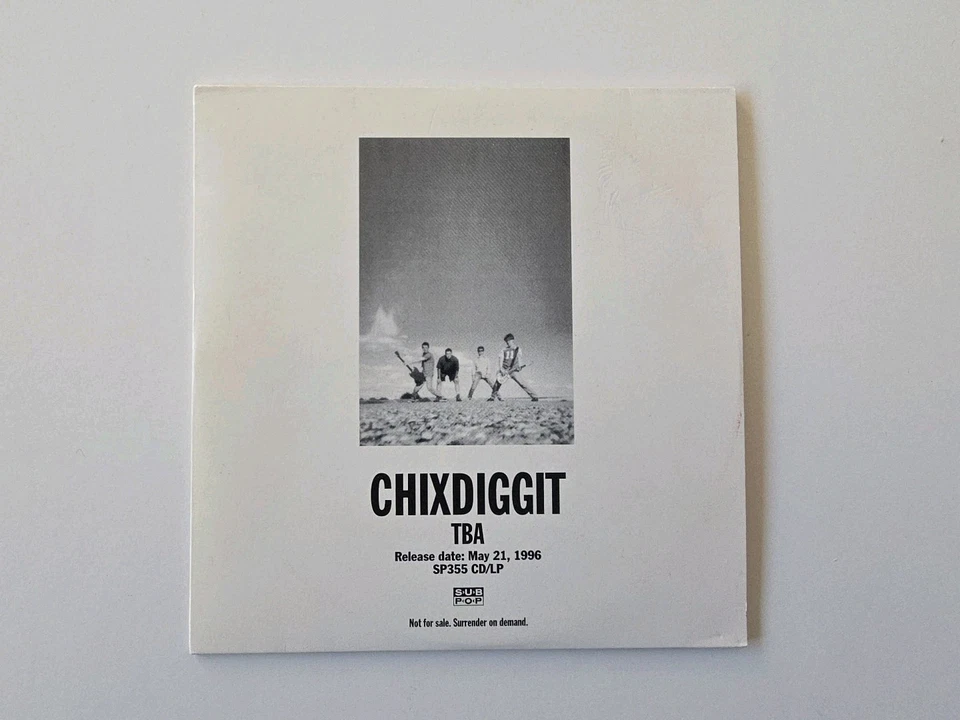 CHIXDIGGIT
TBA
Release date: May 21, 1996
SP355 CD/LP
SUB
POP
Not for sale. Surrender on demand.